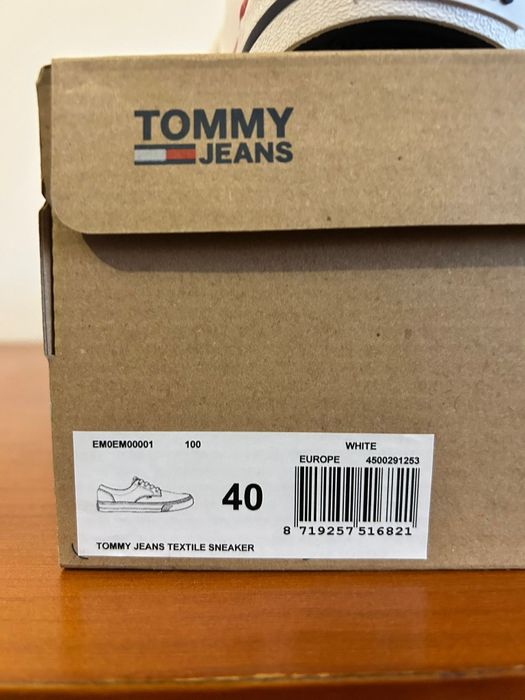 TOMMY
JEANS
EM0EM00001 100 WHITE
EUROPE 4500291253
40
8 719257 516821
TOMMY JEANS TEXTILE SNEAKER